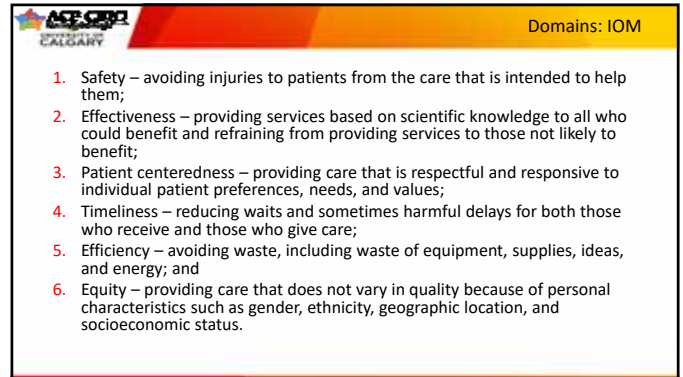 Domains: IOM
CALGARY
1. Safety – avoiding injuries to patients from the care that is intended to help
them;
2. Effectiveness – providing services based on scientific knowledge to all who
could benefit and refraining from providing services to those not likely to
benefit;
3. Patient centeredness – providing care that is respectful and responsive to
individual patient preferences, needs, and values;
4. Timeliness – reducing waits and sometimes harmful delays for both those
who receive and those who give care;
5. Efficiency – avoiding waste, including waste of equipment, supplies, ideas,
and energy; and
6. Equity – providing care that does not vary in quality because of personal
characteristics such as gender, ethnicity, geographic location, and
socioeconomic status.